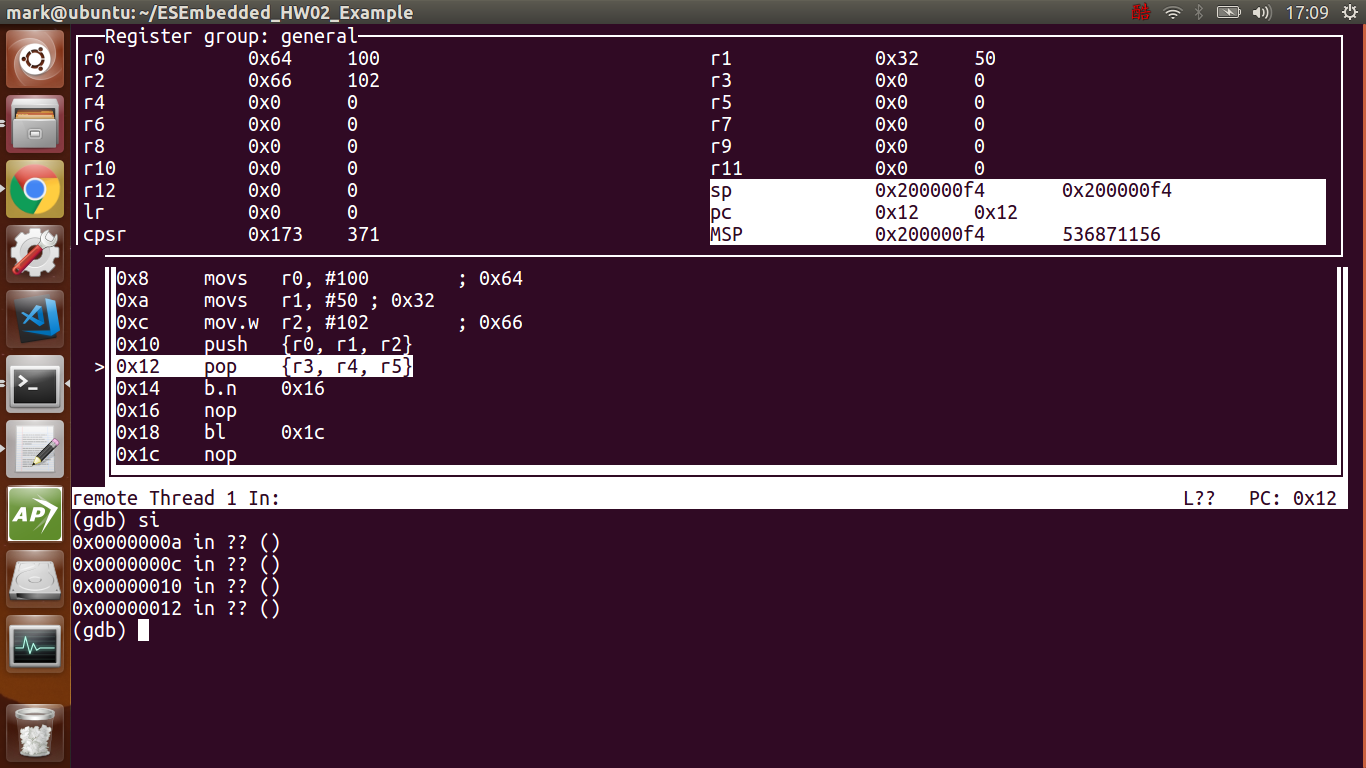 mark@ubuntu: ~/ESEmbedded_HW02_Example 酷 17:09
Register group: general
r0 0x64 100 r1 0x32 50
r2 0x66 102 r3 0x0 0
r4 0x0 0 r5 0x0 0
r6 0x0 0 r7 0x0 0
r8 0x0 0 r9 0x0 0
r10 0x0 0 r11 0x0 0
r12 0x0 0 sp 0x200000f4 0x200000f4
lr 0x0 0 pc 0x12 0x12
cpsr 0x173 371 MSP 0x200000f4 536871156
0x8 movs r0, #100 ; 0x64
0xa movs r1, #50 ; 0x32
0xc mov.w r2, #102 ; 0x66
0x10 push {r0, r1, r2}
>0x12 pop {r3, r4, r5}
0x14 b.n 0x16
0x16 nop
0x18 bl 0x1c
0x1c nop
remote Thread 1 In: L?? PC: 0x12
(gdb) si
0x0000000a in ?? ()
0x0000000c in ?? ()
0x00000010 in ?? ()
0x00000012 in ?? ()
(gdb)
AP